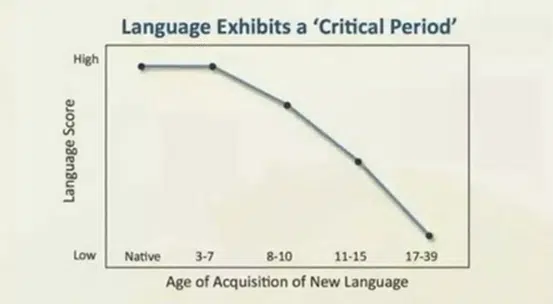 Language Exhibits a ‘Critical Period’
High
Language Score
Low
Native 3-7 8-10 11-15 17-39
Age of Acquisition of New Language